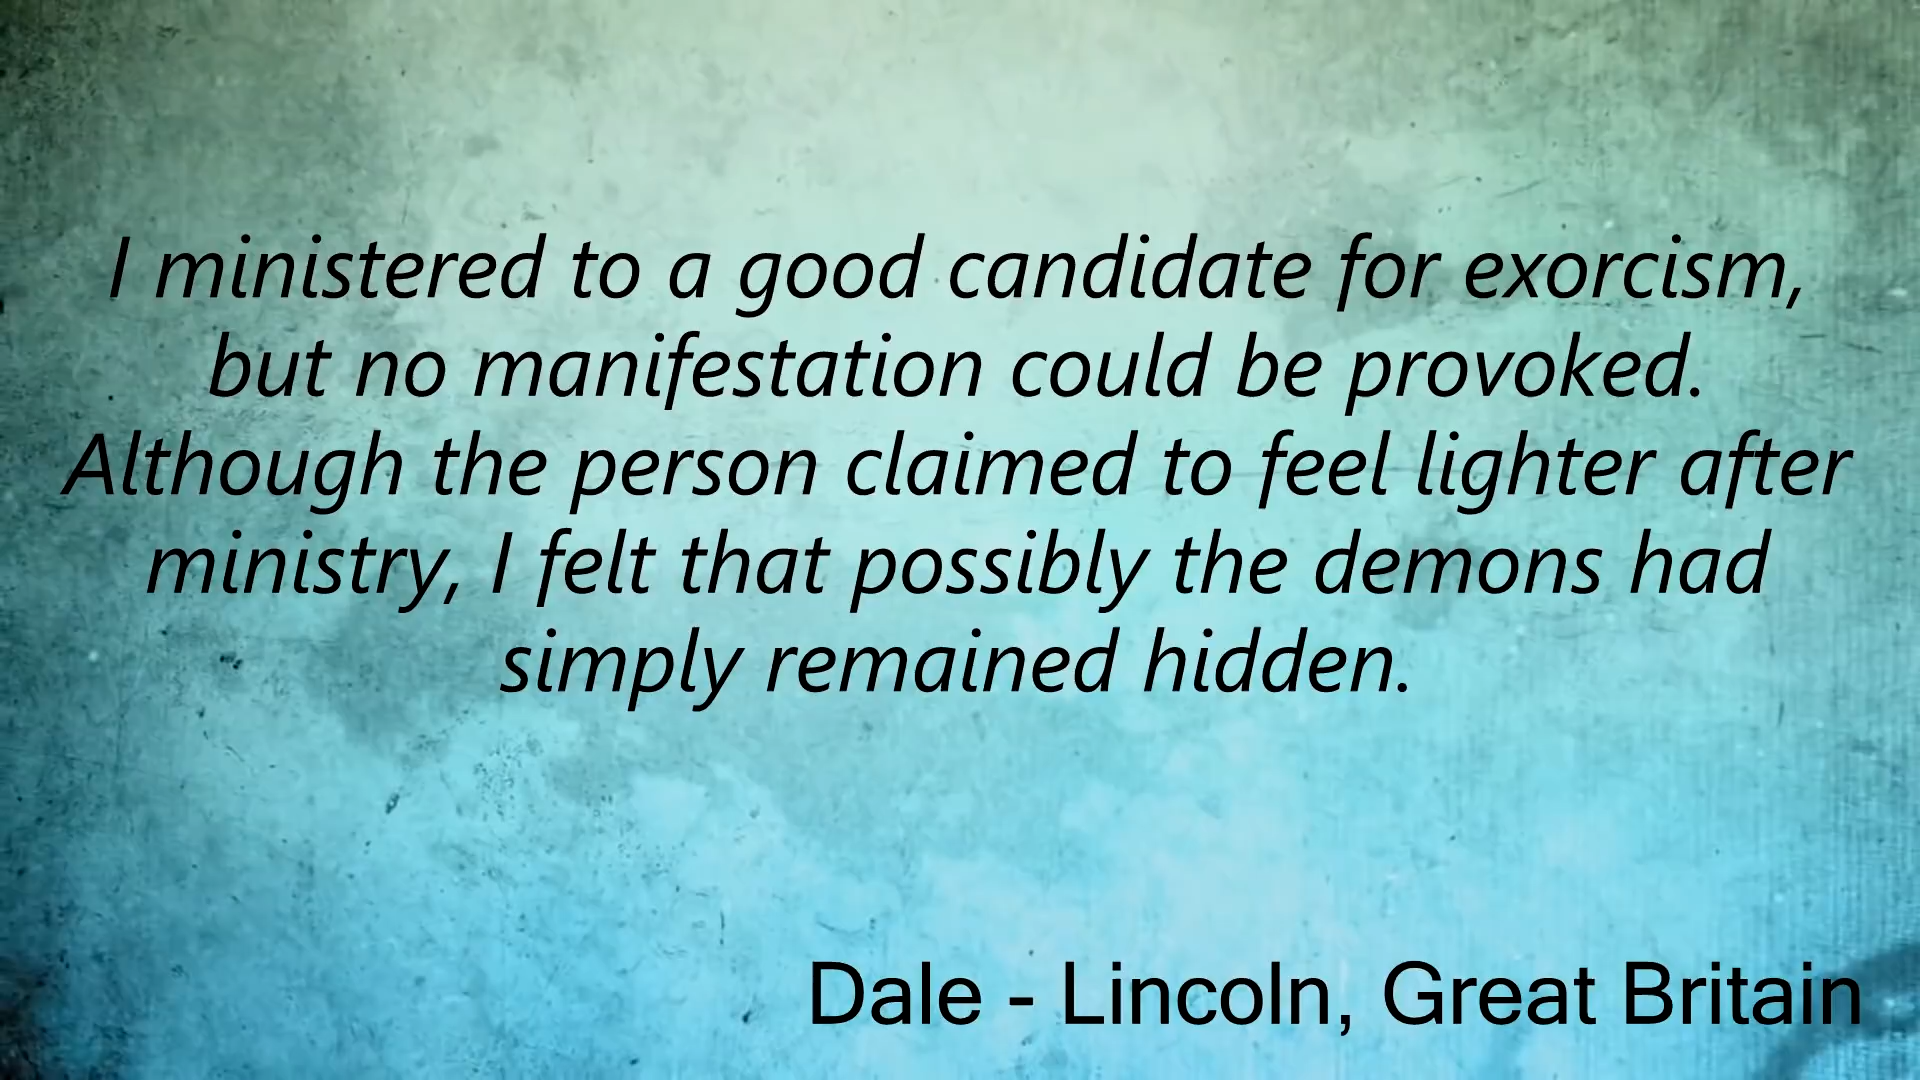 I ministered to a good candidate for exorcism,
but no manifestation could be provoked.
Although the person claimed to feel lighter after
ministry, I felt that possibly the demons had
simply remained hidden.
Dale - Lincoln, Great Britain